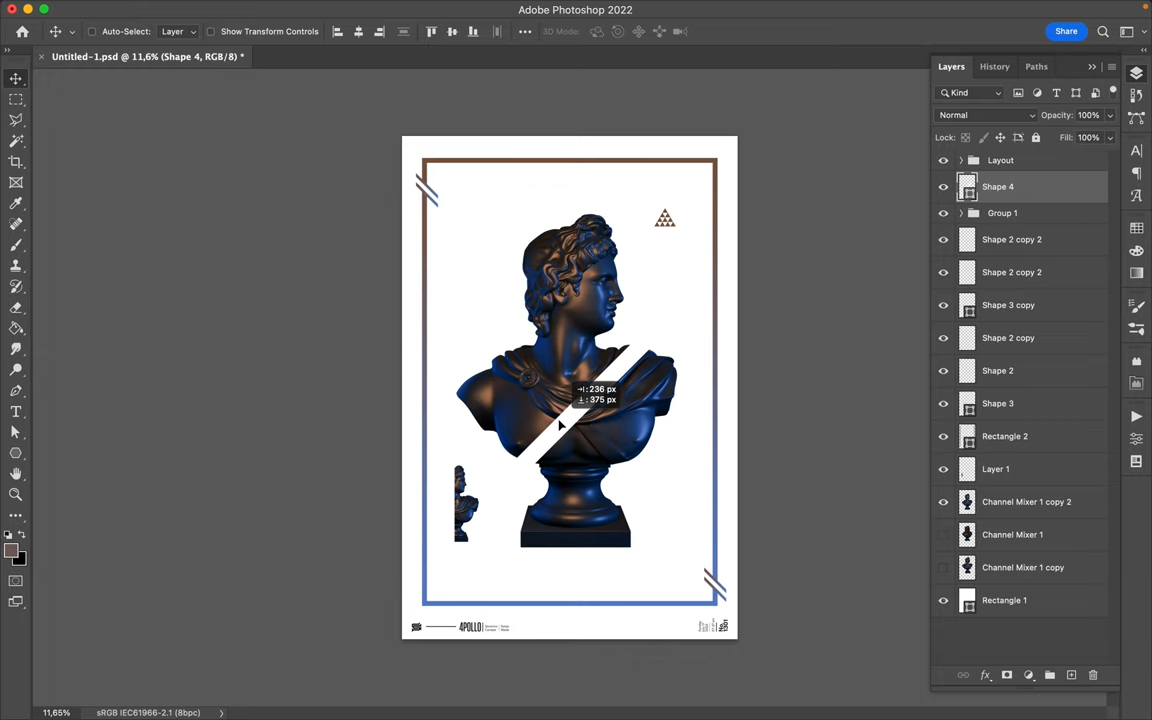 Adobe Photoshop 2022
Auto-Select:
Layer
Show Transform Controls
3D Mode:
Share
Untitled-1.psd @ 11,6% (Shape 4, RGB/8) *
Layers
History
Paths
Kind
Normal
Opacity:
100%
Lock:
Fill:
100%
Layout
Shape 4
Group 1
Shape 2 copy 2
Shape 2 copy 2
Shape 3 copy
Shape 2 copy
Shape 2
Shape 3
Rectangle 2
Layer 1
Channel Mixer 1 copy 2
Channel Mixer 1
Channel Mixer 1 copy
Rectangle 1
: 236 px
: 375 px
4POLLO
No.
1301
11,65%
sRGB IEC61966-2.1 (8bpc)